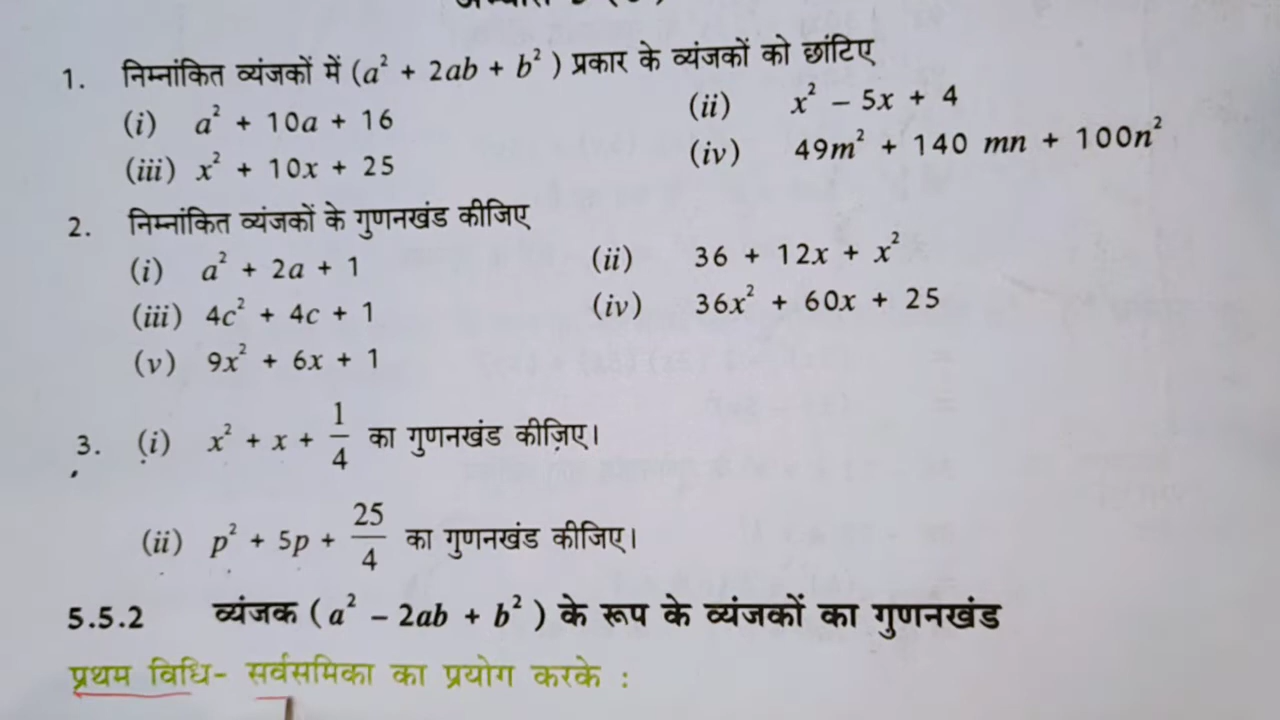 1. निम्नांकित व्यंजकों में (a² + 2ab + b²) प्रकार के व्यंजकों को छांटिए
(i) a² + 10a + 16 (ii) x² − 5x + 4
(iii) x² + 10x + 25 (iv) 49m² + 140 mn + 100n²
2. निम्नांकित व्यंजकों के गुणनखंड कीजिए
(i) a² + 2a + 1 (ii) 36 + 12x + x²
(iii) 4c² + 4c + 1 (iv) 36x² + 60x + 25
(v) 9x² + 6x + 1
3. (i) x² + x + 1/4 का गुणनखंड कीजिए।
(ii) p² + 5p + 25/4 का गुणनखंड कीजिए।
5.5.2 व्यंजक (a² − 2ab + b²) के रूप के व्यंजकों का गुणनखंड
प्रथम विधि- सर्वसमिका का प्रयोग करके :